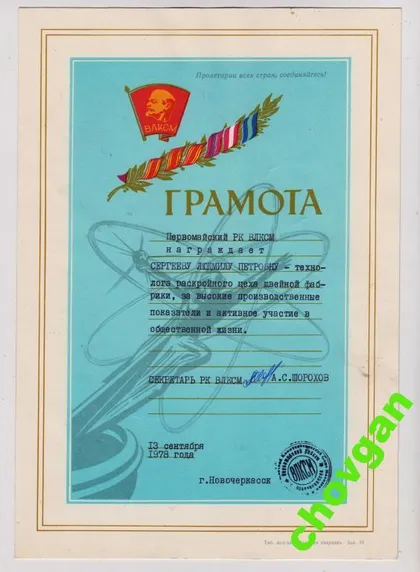 Пролетарии всех стран, соединяйтесь!
ВЛКСМ
ГРАМОТА
Первомайский РК ВЛКСМ
награждает
СЕРГЕЕВУ ЛЮДМИЛУ ПЕТРОВНУ – техно-
лога раскройного цеха швейной фаб-
рики, за высокие производственные
показатели и активное участие в
общественной жизни.
СЕКРЕТАРЬ РК ВЛКСМ А.С.ШОРОХОВ
13 сентября
1978 года
г.Новочеркасск
ВЛКСМ
chovgan